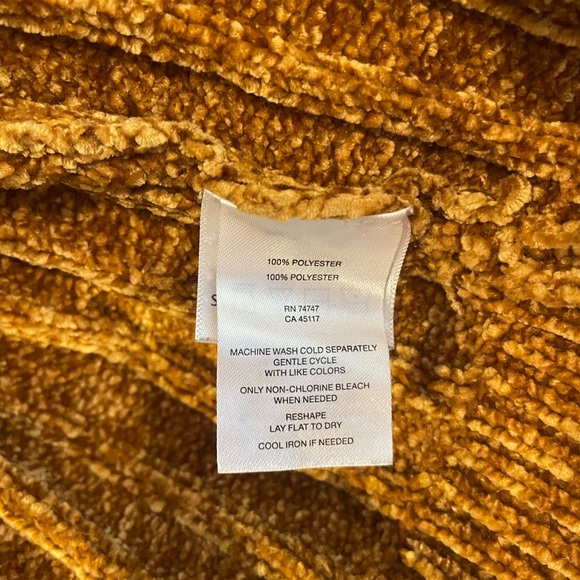 100% POLYESTER
100% POLYESTER
RN 74747
CA 45117
MACHINE WASH COLD SEPARATELY
GENTLE CYCLE
WITH LIKE COLORS
ONLY NON-CHLORINE BLEACH
WHEN NEEDED
RESHAPE
LAY FLAT TO DRY
COOL IRON IF NEEDED